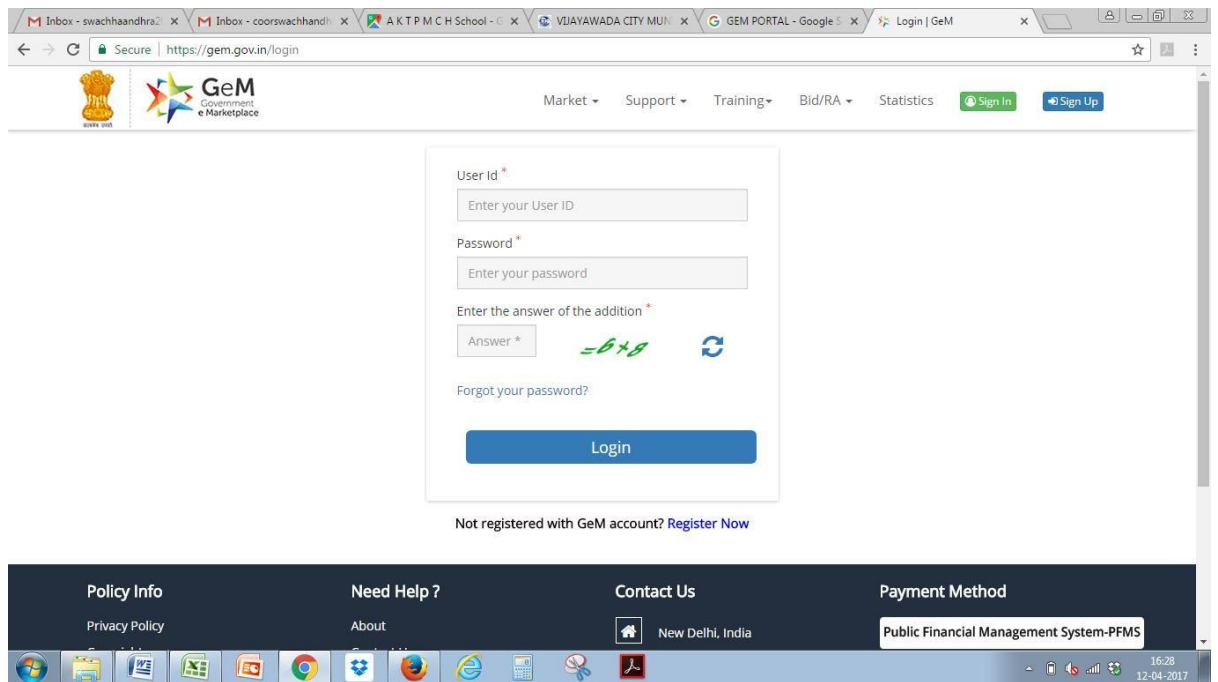 Inbox - swachhaandhra2
Inbox - coorswachhandh
A K T P M C H School - G
VIJAYAWADA CITY MUN
GEM PORTAL - Google S
Login | GeM
Secure | https://gem.gov.in/login
GeM
Government
e Marketplace
Market
Support
Training
Bid/RA
Statistics
Sign In
Sign Up
User Id *
Enter your User ID
Password *
Enter your password
Enter the answer of the addition *
Answer *
Forgot your password?
Login
Not registered with GeM account? Register Now
Policy Info
Need Help ?
Contact Us
Payment Method
Privacy Policy
About
New Delhi, India
Public Financial Management System-PFMS
16:28
12-04-2017